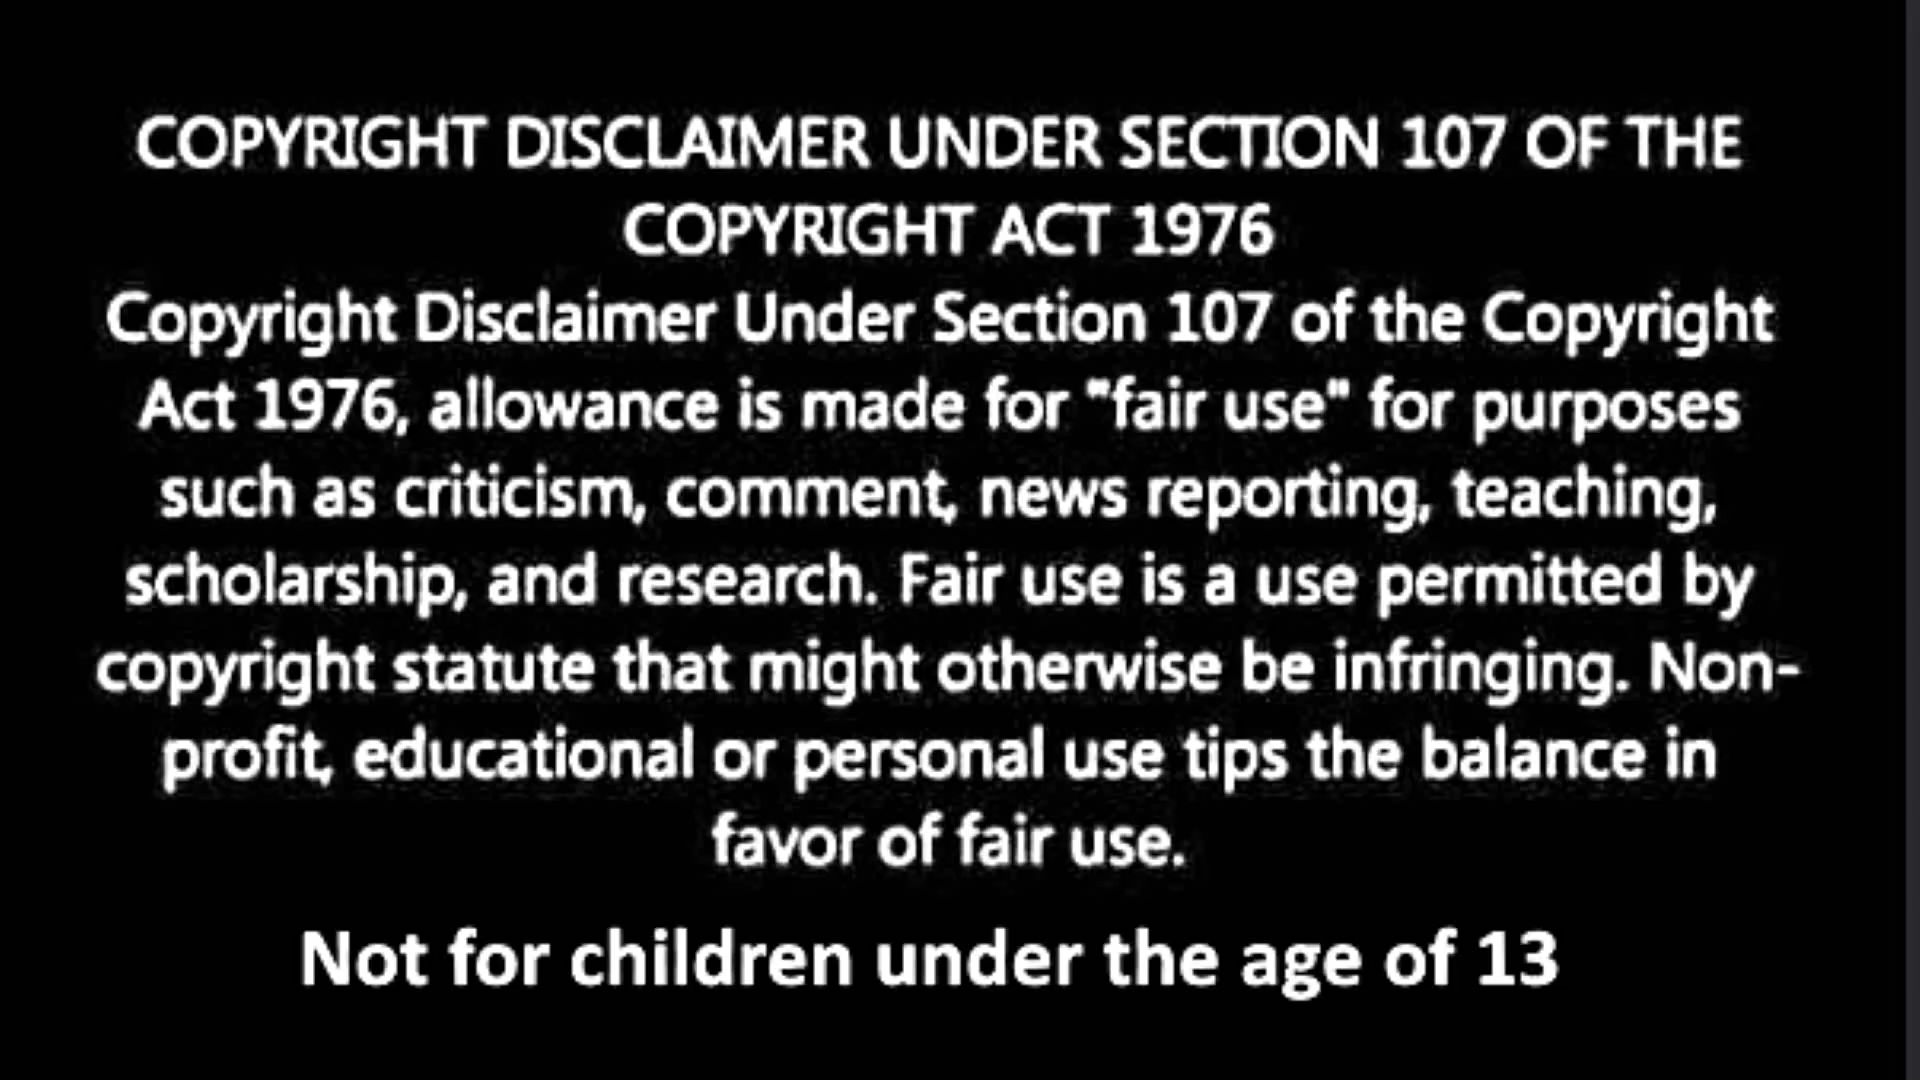 COPYRIGHT DISCLAIMER UNDER SECTION 107 OF THE
COPYRIGHT ACT 1976
Copyright Disclaimer Under Section 107 of the Copyright
Act 1976, allowance is made for "fair use" for purposes
such as criticism, comment, news reporting, teaching,
scholarship, and research. Fair use is a use permitted by
copyright statute that might otherwise be infringing. Non-
profit, educational or personal use tips the balance in
favor of fair use.
Not for children under the age of 13